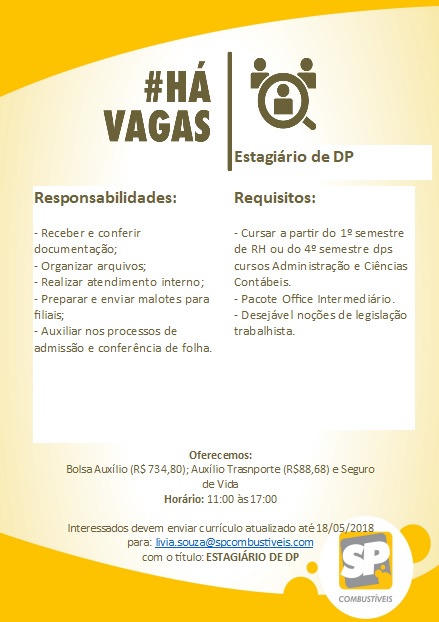 #HÁ
VAGAS
Estagiário de DP
Responsabilidades:
- Receber e conferir
documentação;
- Organizar arquivos;
- Realizar atendimento interno;
- Preparar e enviar malotes para
filiais;
- Auxiliar nos processos de
admissão e conferência de folha.
Requisitos:
- Cursar a partir do 1º semestre
de RH ou do 4º semestre dps
cursos Administração e Ciências
Contábeis.
- Pacote Office Intermediário.
- Desejável noções de legislação
trabalhista.
Oferecemos:
Bolsa Auxílio (R$ 734,80); Auxílio Trasnporte (R$88,68) e Seguro
de Vida
Horário: 11:00 às 17:00
Interessados devem enviar currículo atualizado até 18/05/2018
para: livia.souza@spcombustiveis.com
com o título: ESTAGIÁRIO DE DP
SP
COMBUSTÍVEIS